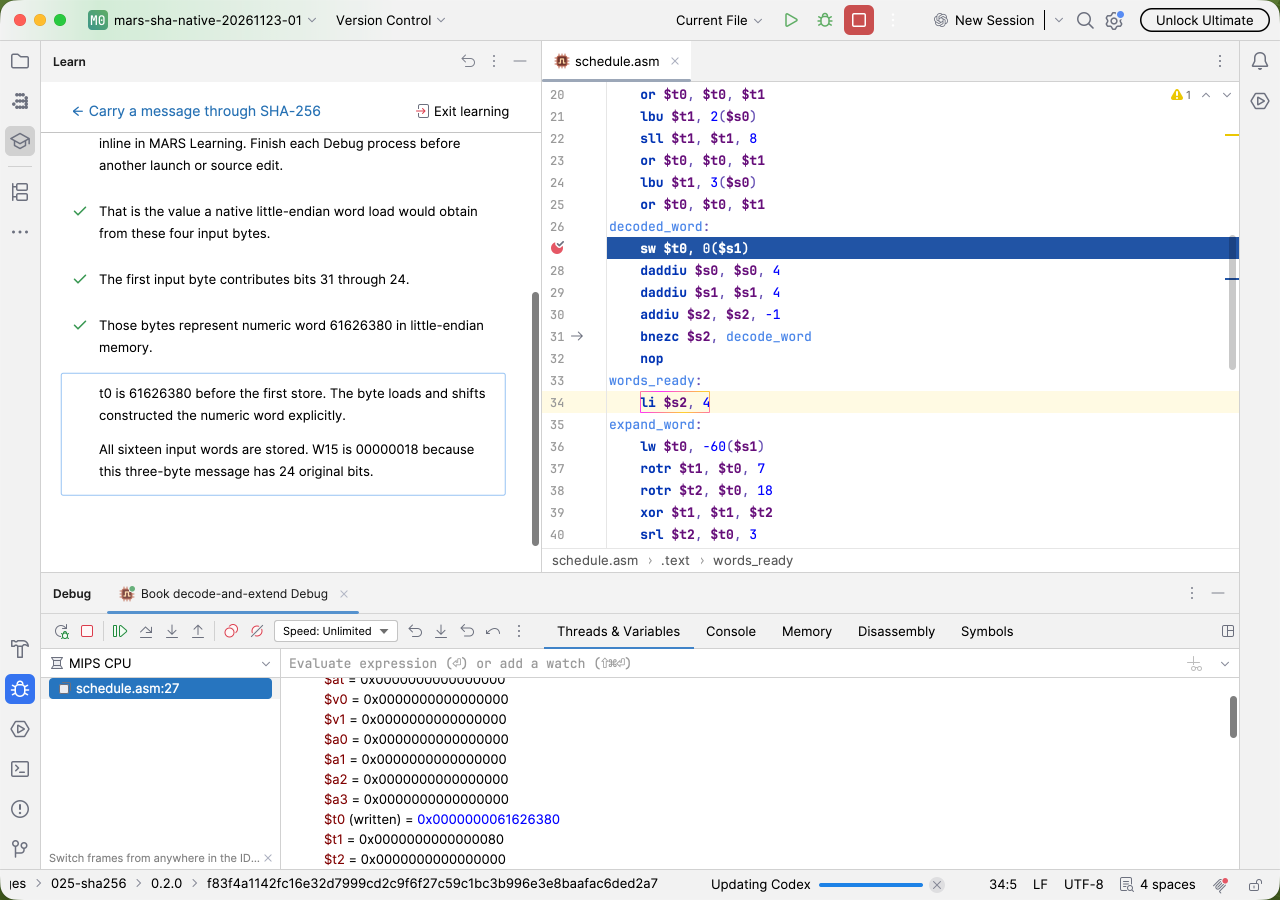 M0 mars-sha-native-20261123-01 Version Control Current File New Session Unlock Ultimate
Learn
schedule.asm
← Carry a message through SHA-256 Exit learning
inline in MARS Learning. Finish each Debug process before
another launch or source edit.
That is the value a native little-endian word load would obtain
from these four input bytes.
The first input byte contributes bits 31 through 24.
Those bytes represent numeric word 61626380 in little-endian
memory.
t0 is 61626380 before the first store. The byte loads and shifts
constructed the numeric word explicitly.
All sixteen input words are stored. W15 is 00000018 because
this three-byte message has 24 original bits.
1
20 or $t0, $t0, $t1
21 lbu $t1, 2($s0)
22 sll $t1, $t1, 8
23 or $t0, $t0, $t1
24 lbu $t1, 3($s0)
25 or $t0, $t0, $t1
26 decoded_word:
sw $t0, 0($s1)
28 daddiu $s0, $s0, 4
29 daddiu $s1, $s1, 4
30 addiu $s2, $s2, -1
31 bnezc $s2, decode_word
32 nop
33 words_ready:
34 li $s2, 4
35 expand_word:
36 lw $t0, -60($s1)
37 rotr $t1, $t0, 7
38 rotr $t2, $t0, 18
39 xor $t1, $t1, $t2
40 srl $t2, $t0, 3
schedule.asm › .text › words_ready
Debug Book decode-and-extend Debug
Speed: Unlimited Threads & Variables Console Memory Disassembly Symbols
MIPS CPU Evaluate expression (⏎) or add a watch (⇧⌘⏎)
schedule.asm:27
$at = 0x0000000000000000
$v0 = 0x0000000000000000
$v1 = 0x0000000000000000
$a0 = 0x0000000000000000
$a1 = 0x0000000000000000
$a2 = 0x0000000000000000
$a3 = 0x0000000000000000
$t0 (written) = 0x0000000061626380
$t1 = 0x0000000000000080
$t2 = 0x0000000000000000
Switch frames from anywhere in the ID...
ges › 025-sha256 › 0.2.0 › f83f4a1142fc16e32d7999cd2c9f6f27c59c1bc3b996e3e8baafac6ded2a7 Updating Codex 34:5 LF UTF-8 4 spaces